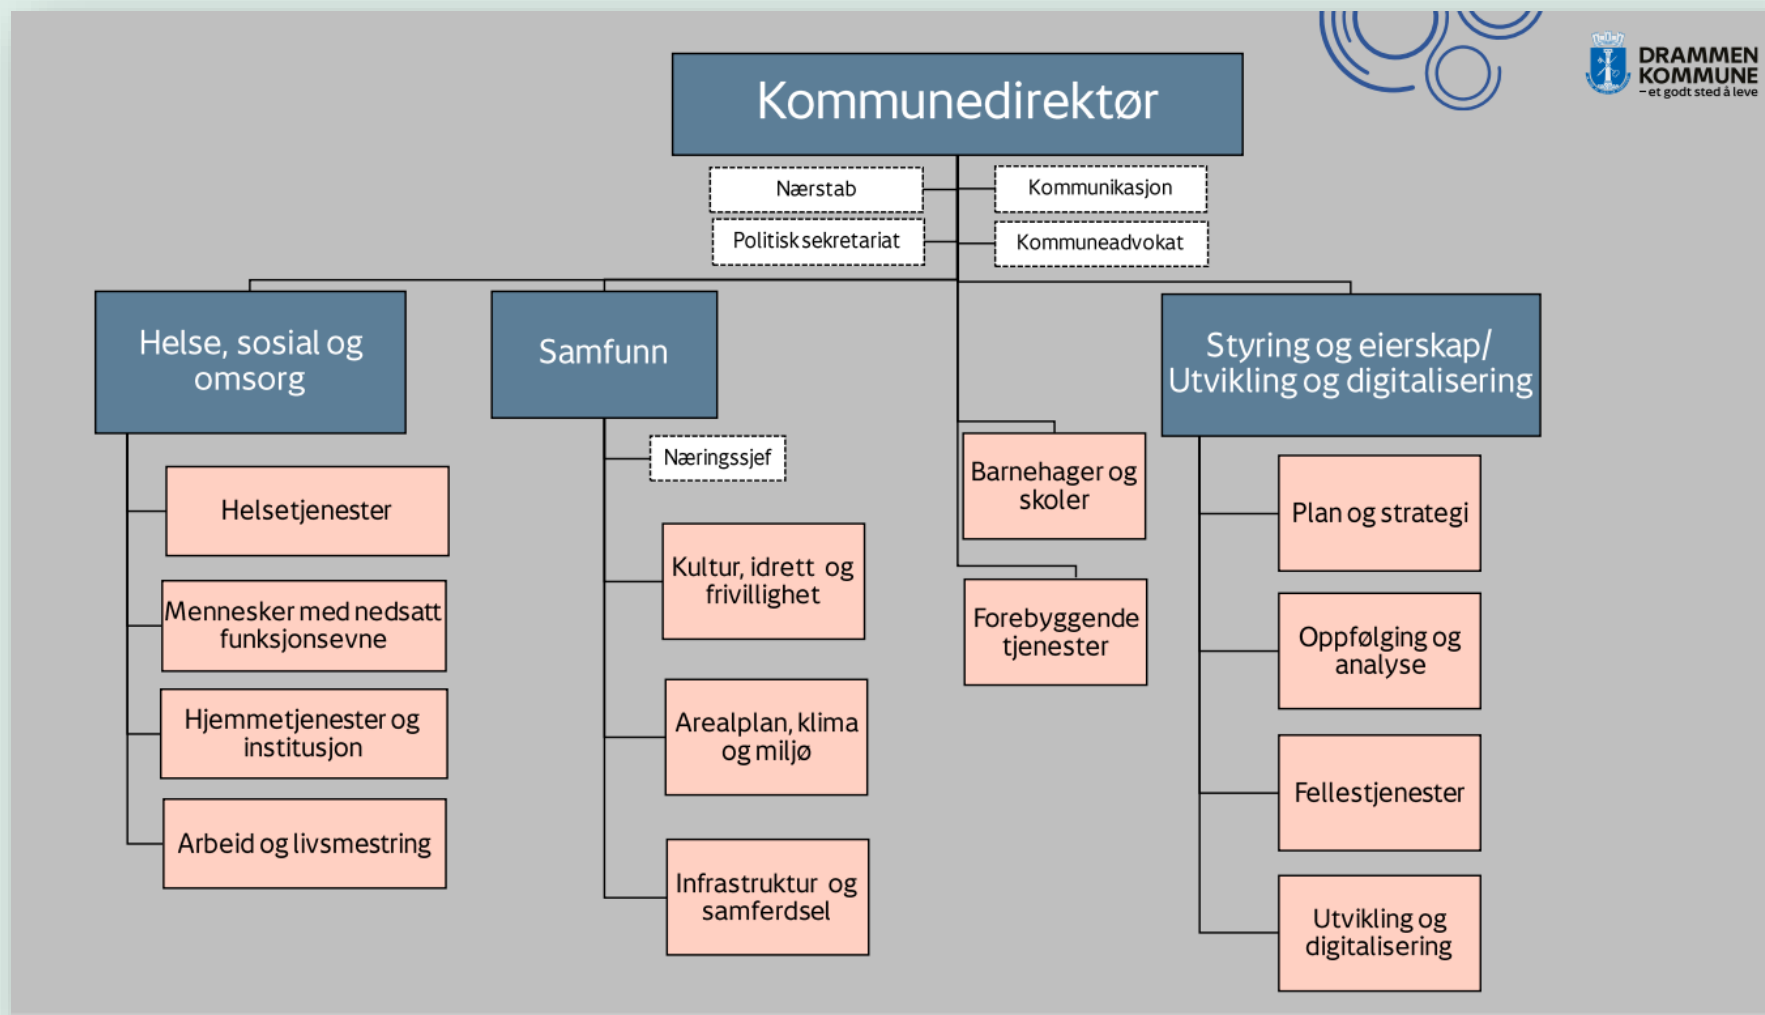 DRAMMEN
KOMMUNE
– et godt sted å leve
Kommunedirektør
Nærstab
Kommunikasjon
Politisk sekretariat
Kommuneadvokat
Helse, sosial og
omsorg
Helsetjenester
Mennesker med nedsatt
funksjonsevne
Hjemmetjenester og
institusjon
Arbeid og livsmestring
Samfunn
Næringssjef
Kultur, idrett og
frivillighet
Arealplan, klima
og miljø
Infrastruktur og
samferdsel
Barnehager og
skoler
Forebyggende
tjenester
Styring og eierskap/
Utvikling og digitalisering
Plan og strategi
Oppfølging og
analyse
Fellestjenester
Utvikling og
digitalisering